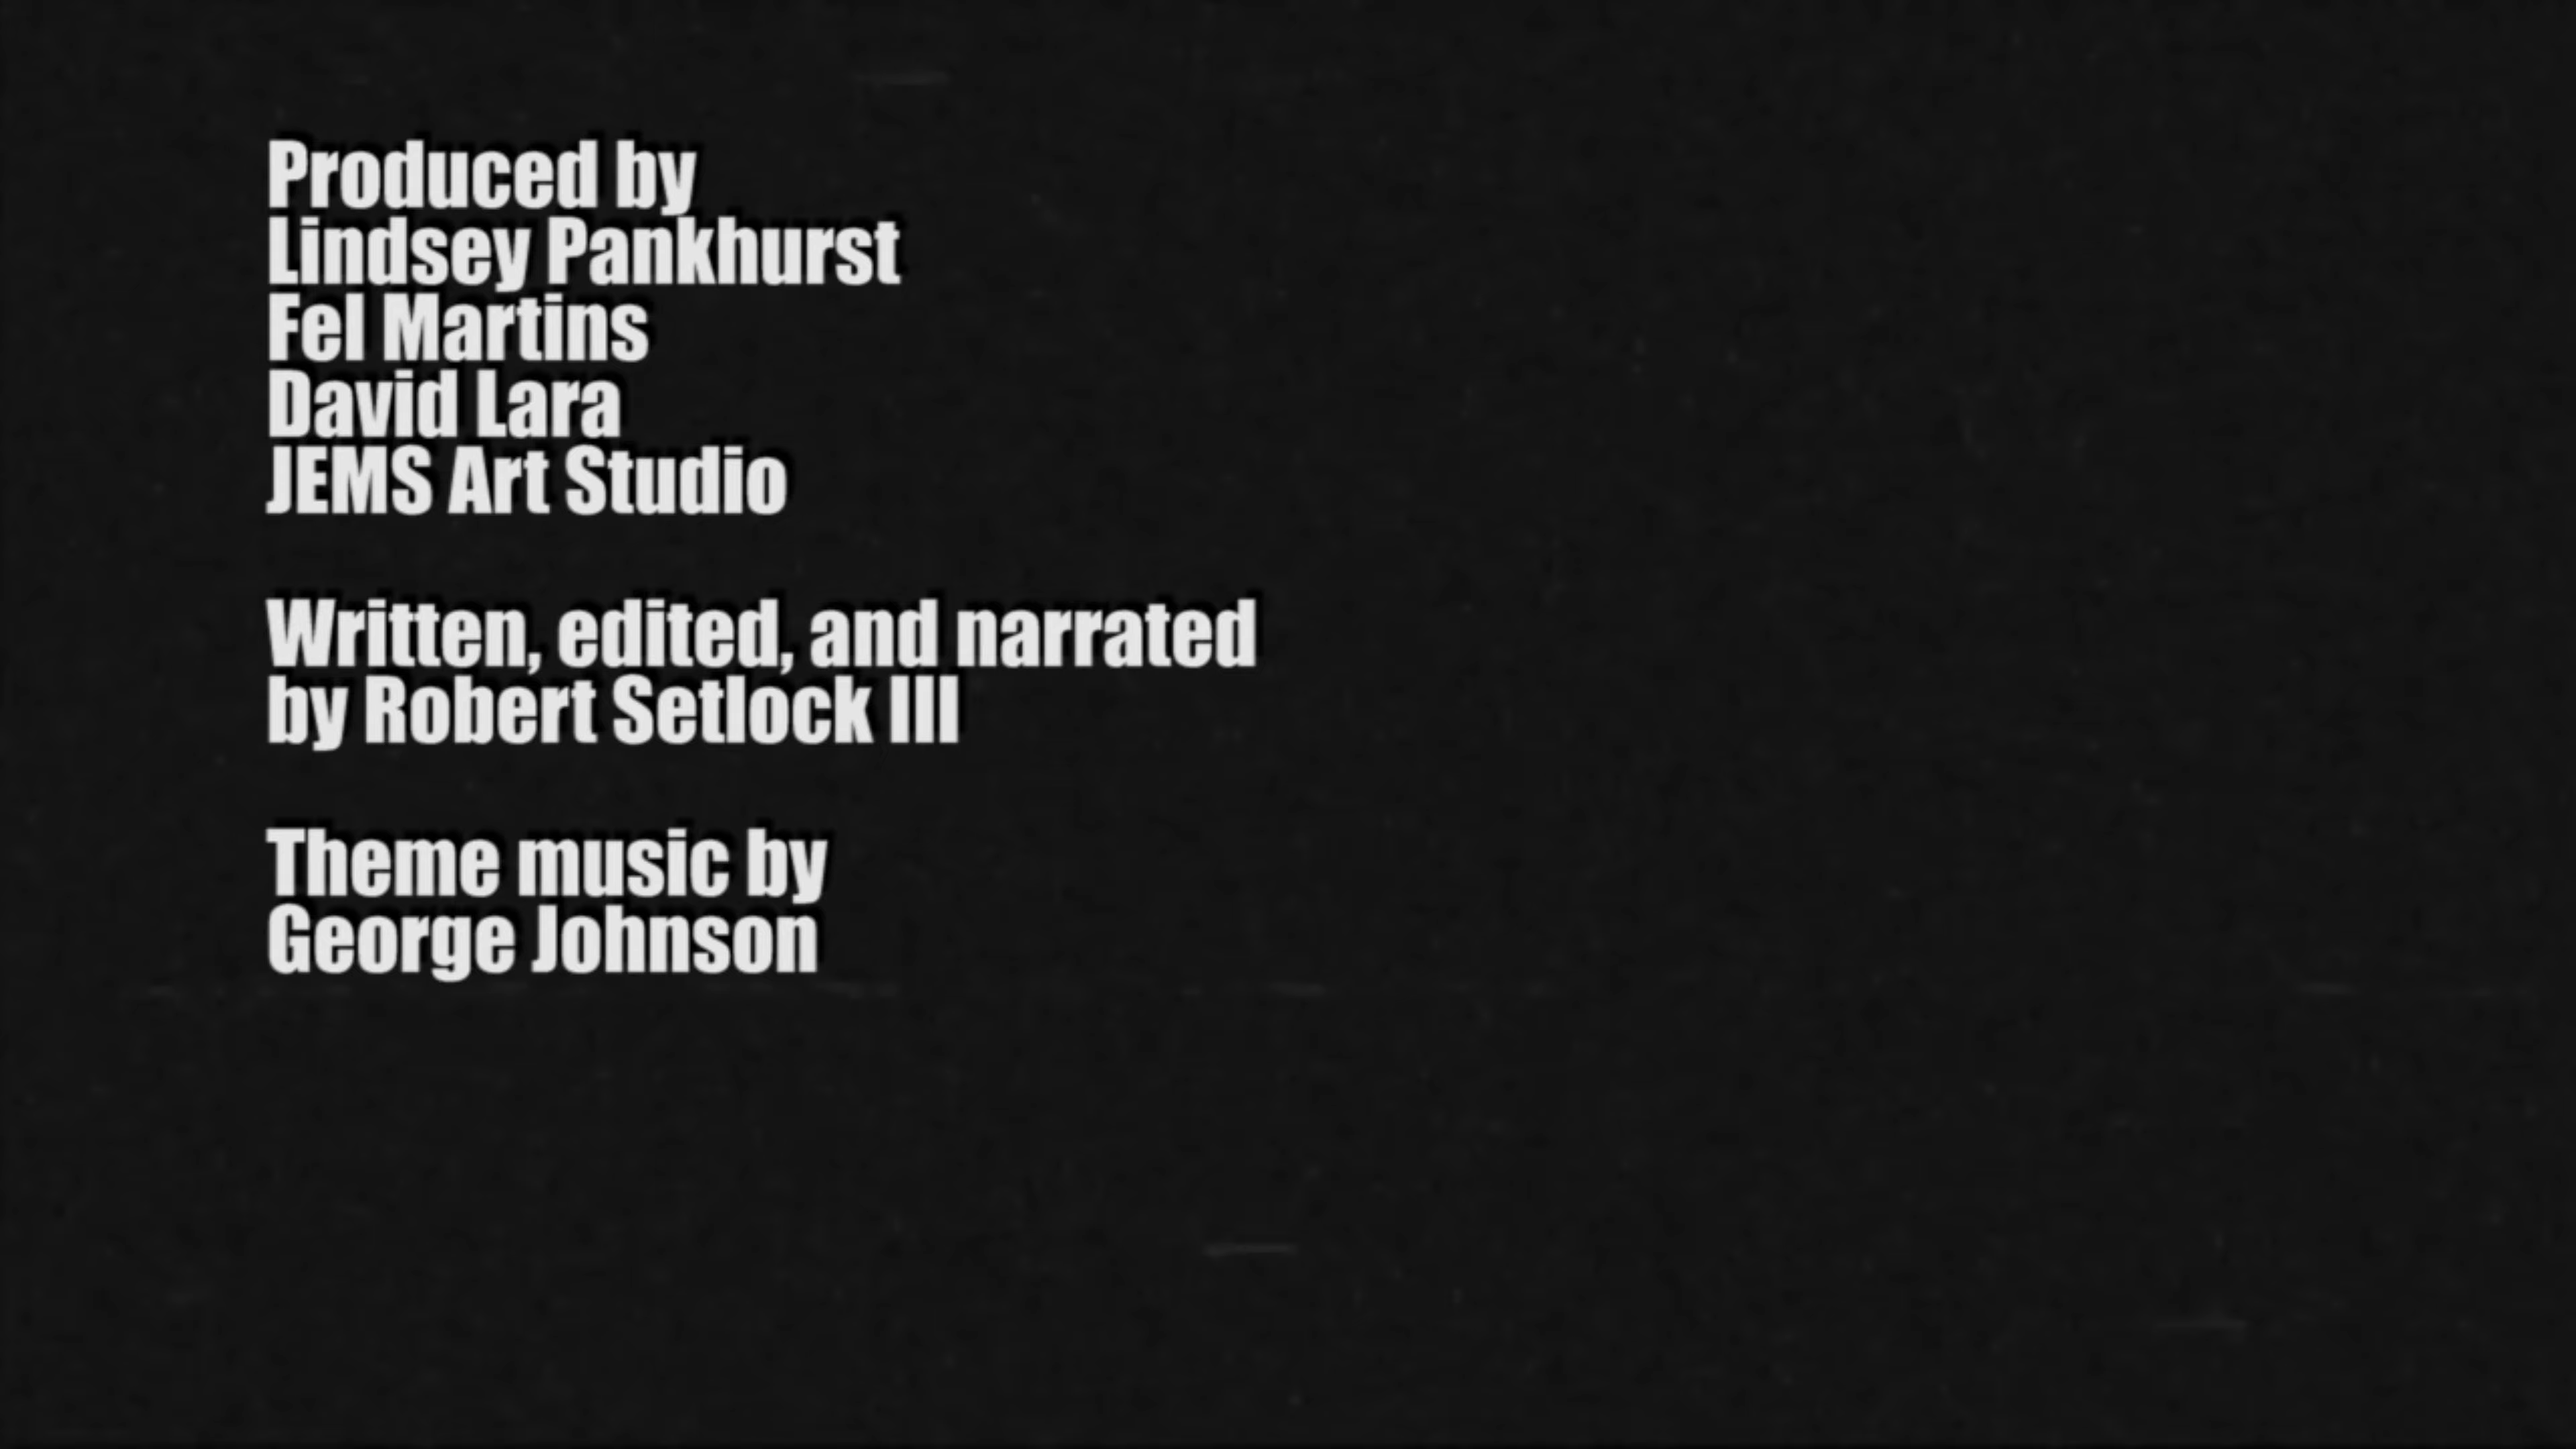 Produced by
Lindsey Pankhurst
Fel Martins
David Lara
JEMS Art Studio
Written, edited, and narrated
by Robert Setlock III
Theme music by
George Johnson